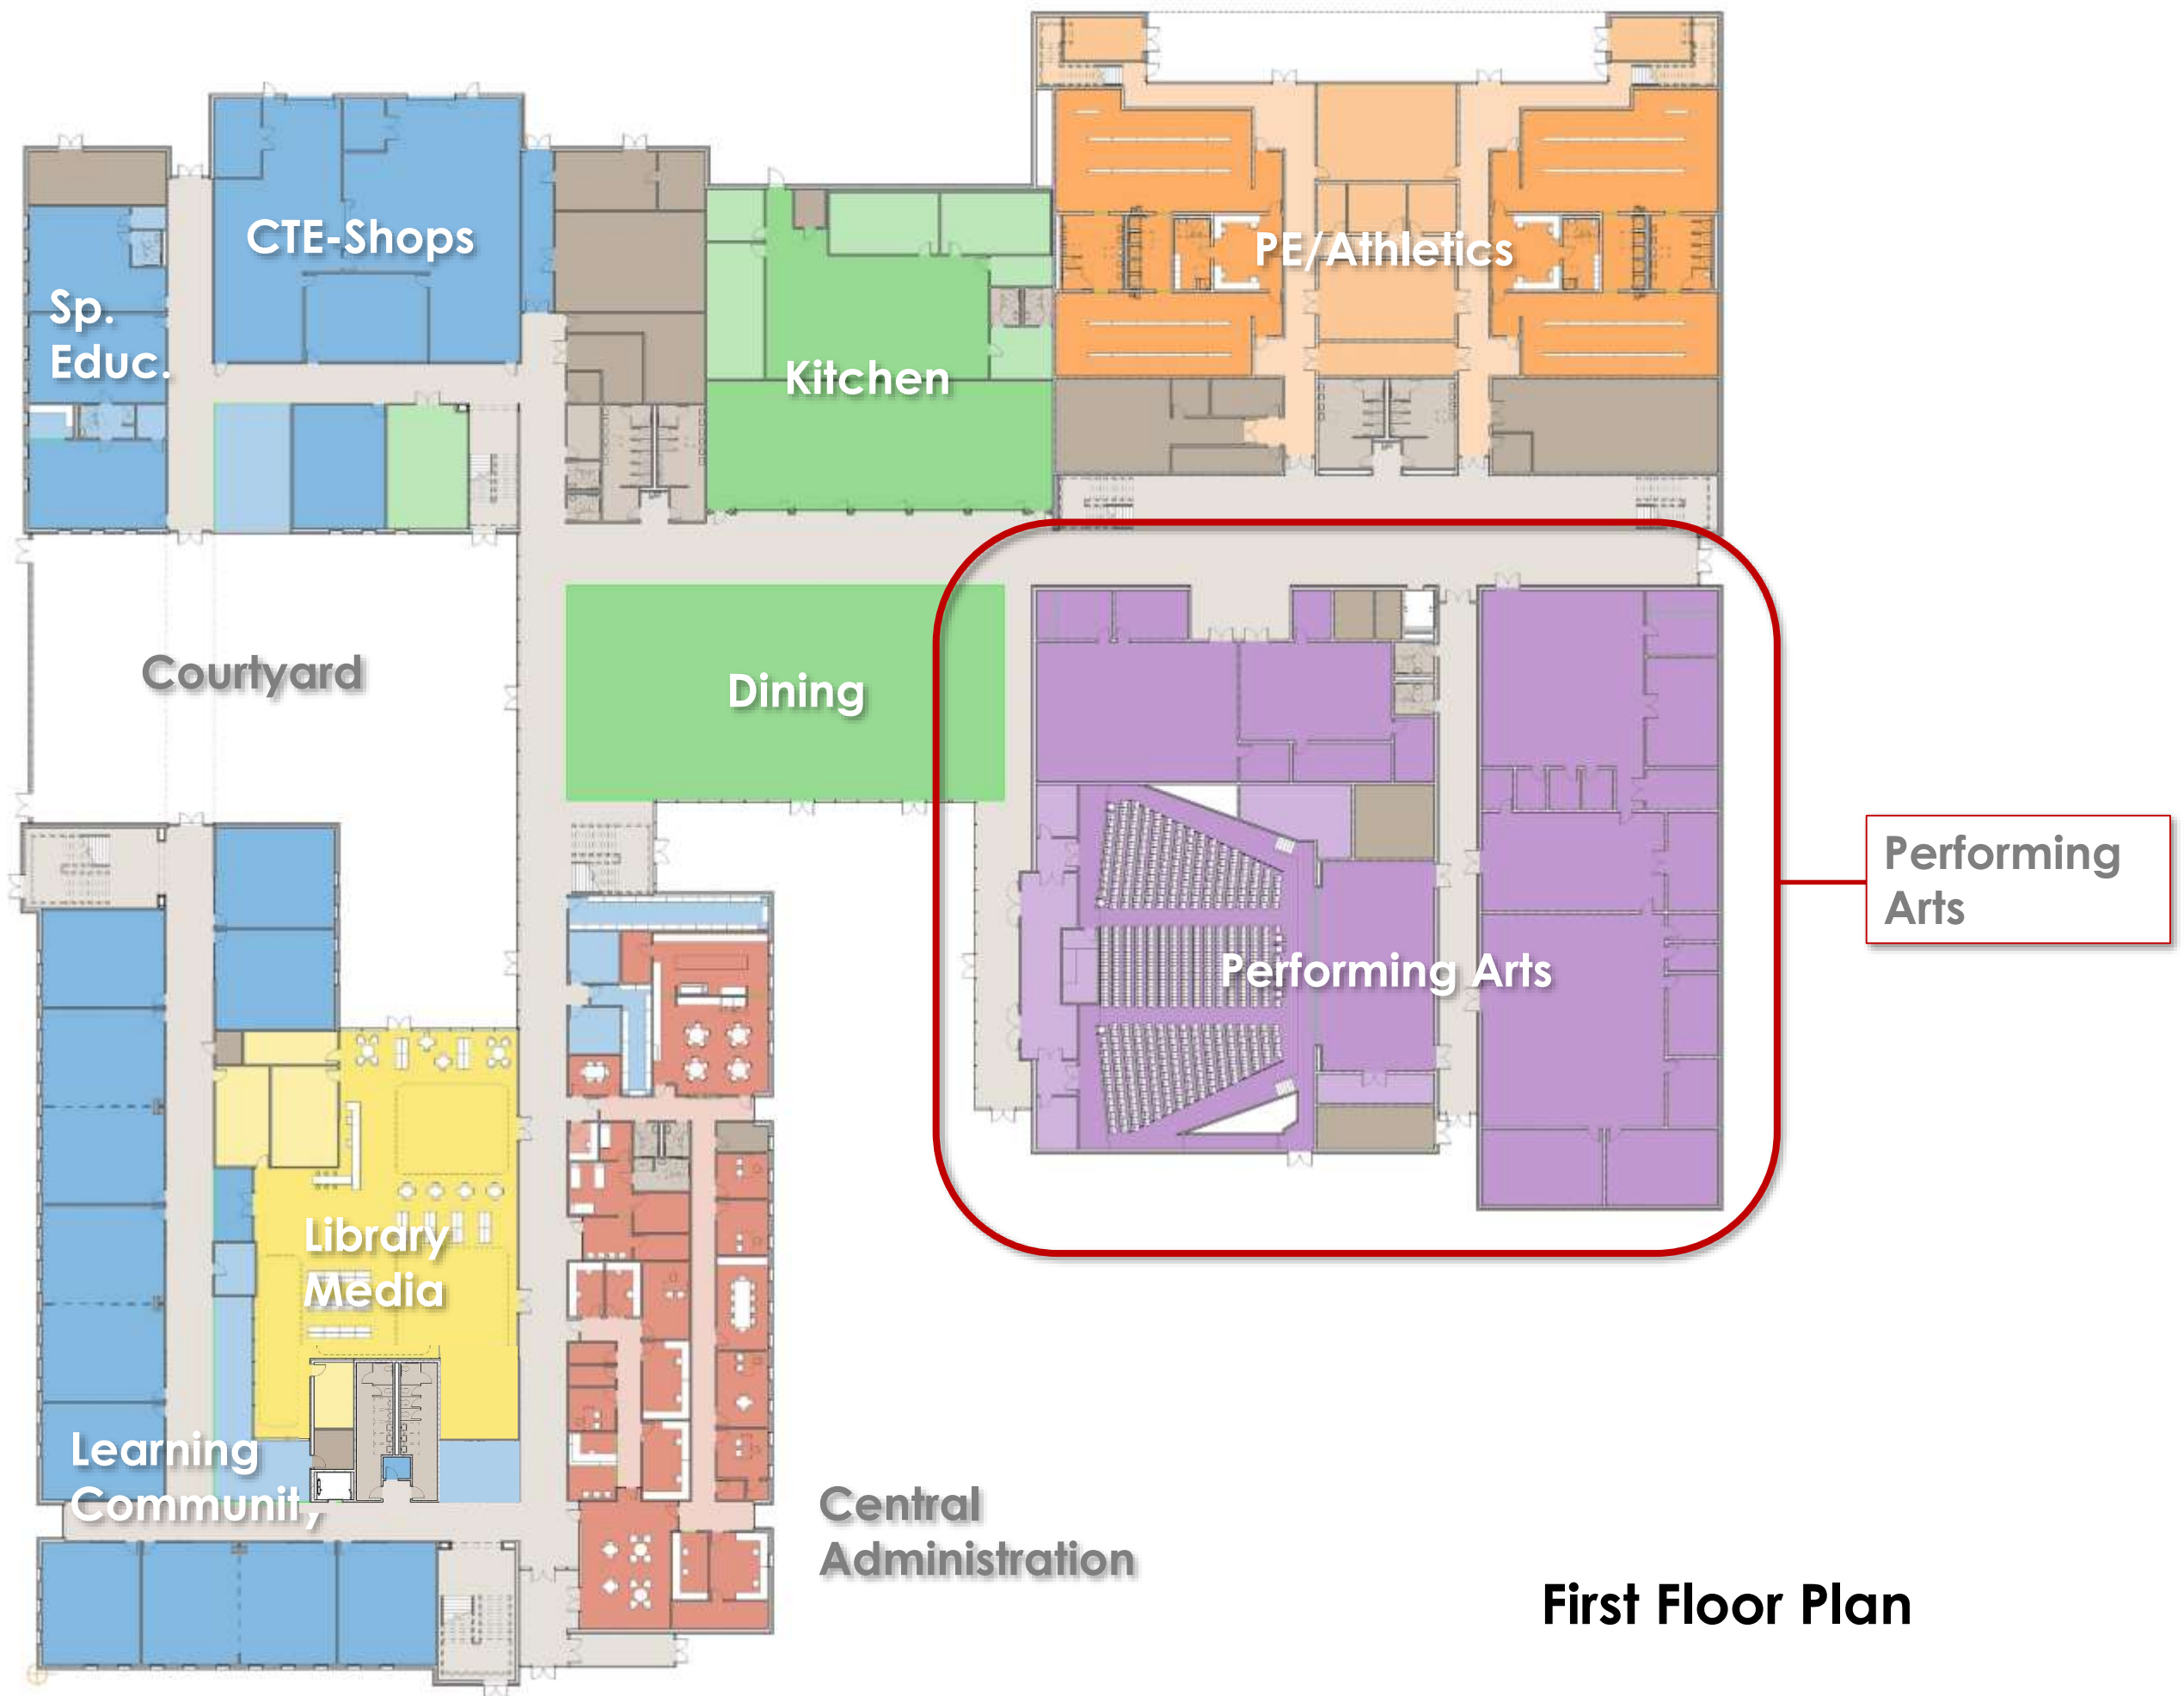 CTE-Shops
PE/Athletics
Sp.
Educ.
Kitchen
Courtyard
Dining
Performing Arts
Performing
Arts
Library
Media
Learning
Community
Central
Administration
First Floor Plan